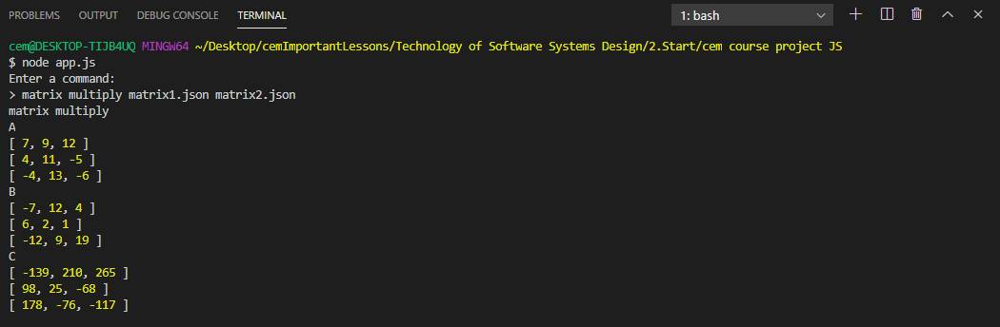 PROBLEMS OUTPUT DEBUG CONSOLE TERMINAL 1: bash
cem@DESKTOP-TIJB4UQ MINGW64 ~/Desktop/cemImportantLessons/Technology of Software Systems Design/2.Start/cem course project JS
$ node app.js
Enter a command:
> matrix multiply matrix1.json matrix2.json
matrix multiply
A
[ 7, 9, 12 ]
[ 4, 11, -5 ]
[ -4, 13, -6 ]
B
[ -7, 12, 4 ]
[ 6, 2, 1 ]
[ -12, 9, 19 ]
C
[ -139, 210, 265 ]
[ 98, 25, -68 ]
[ 178, -76, -117 ]